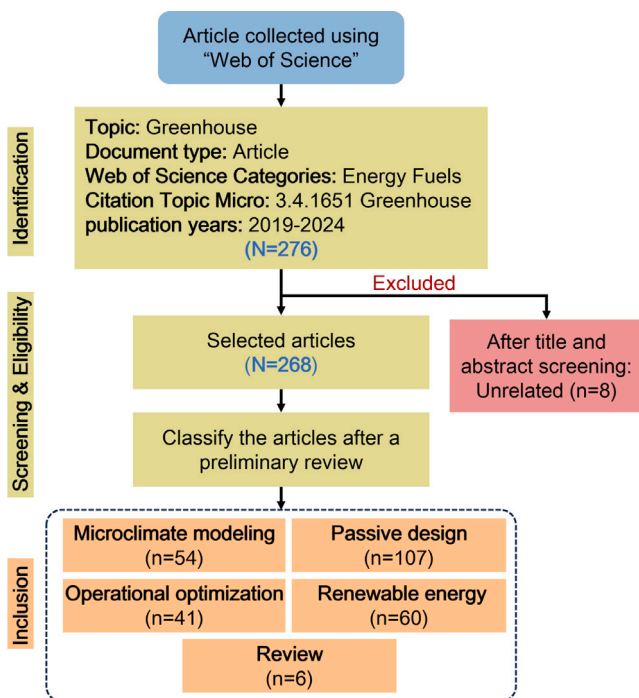 Article collected using
“Web of Science”
Identification
Topic: Greenhouse
Document type: Article
Web of Science Categories: Energy Fuels
Citation Topic Micro: 3.4.1651 Greenhouse
publication years: 2019-2024
(N=276)
Excluded
Screening & Eligibility
Selected articles
(N=268)
After title and
abstract screening:
Unrelated (n=8)
Classify the articles after a
preliminary review
Inclusion
Microclimate modeling
(n=54)
Passive design
(n=107)
Operational optimization
(n=41)
Renewable energy
(n=60)
Review
(n=6)